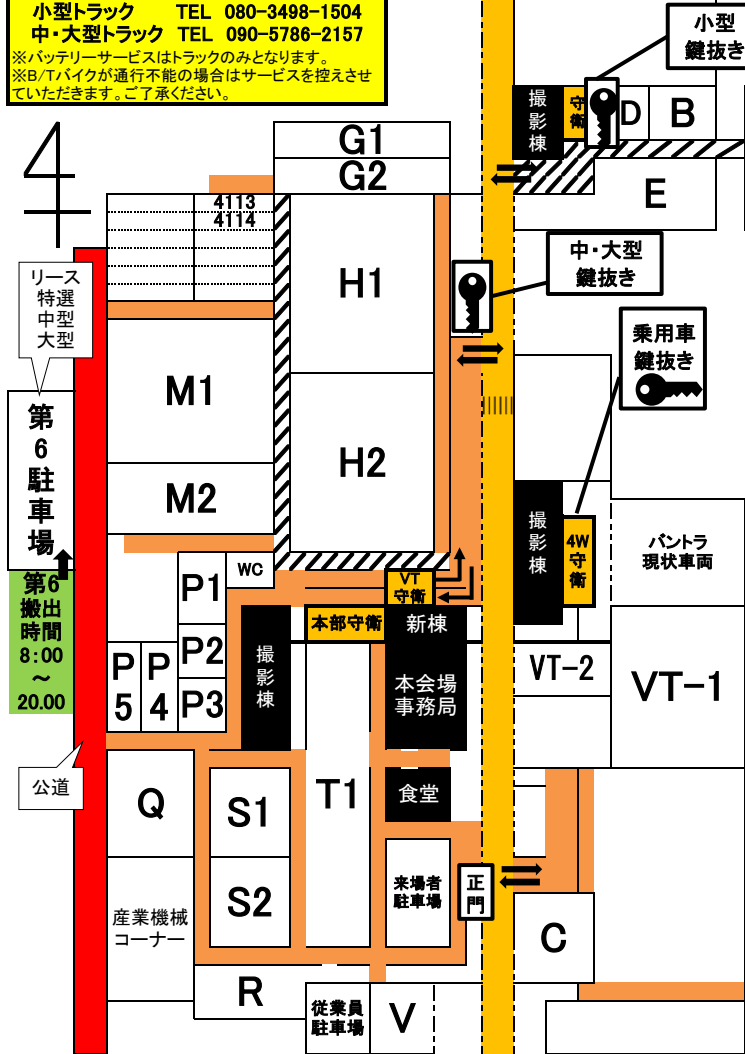 小型トラック TEL 080-3498-1504
中・大型トラック TEL 090-5786-2157
※バッテリーサービスはトラックのみとなります。
※B/Tバイクが通行不能の場合はサービスを控えさせ
ていただきます。ご了承ください。
小型
鍵抜き
撮影棟
守衛
D
B
E
4
G1
G2
4113
4114
H1
中・大型
鍵抜き
リース
特選
中型
大型
M1
乗用車
鍵抜き
第6駐車場
H2
M2
撮影棟
4W
守衛
バントラ
現状車両
第6
搬出
時間
8:00
~
20.00
P1
WC
VT
守衛
本部守衛
新棟
撮影棟
P2
P
5
P
4
P3
本会場
事務局
VT-2
VT-1
公道
Q
S1
T1
食堂
S2
来場者
駐車場
正門
産業機械
コーナー
C
R
従業員
駐車場
V